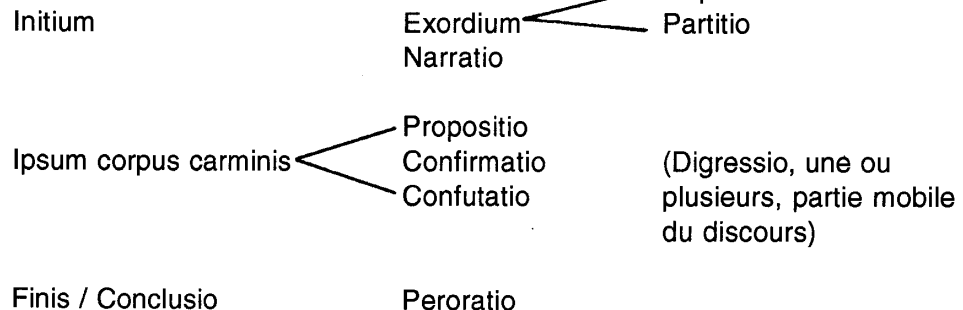 Initium Exordium Partitio
Narratio
Propositio
Ipsum corpus carminis Confirmatio (Digressio, une ou
Confutatio plusieurs, partie mobile
du discours)
Finis / Conclusio Peroratio